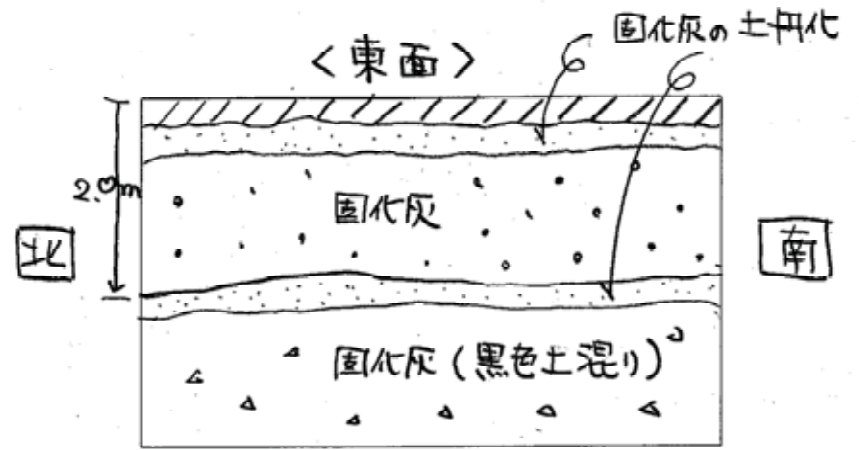 固化灰の土丹化
<東面>
2.0m
固化灰
北
南
固化灰(黒色土混り)